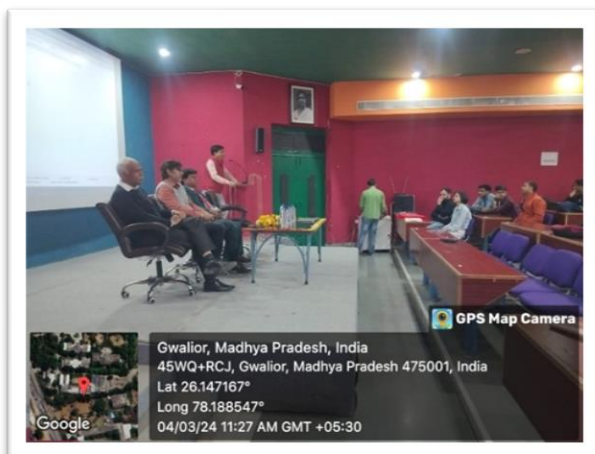 GPS Map Camera
Gwalior, Madhya Pradesh, India
45WQ+RCJ, Gwalior, Madhya Pradesh 475001, India
Lat 26.147167°
Long 78.188547°
04/03/24 11:27 AM GMT +05:30
Google